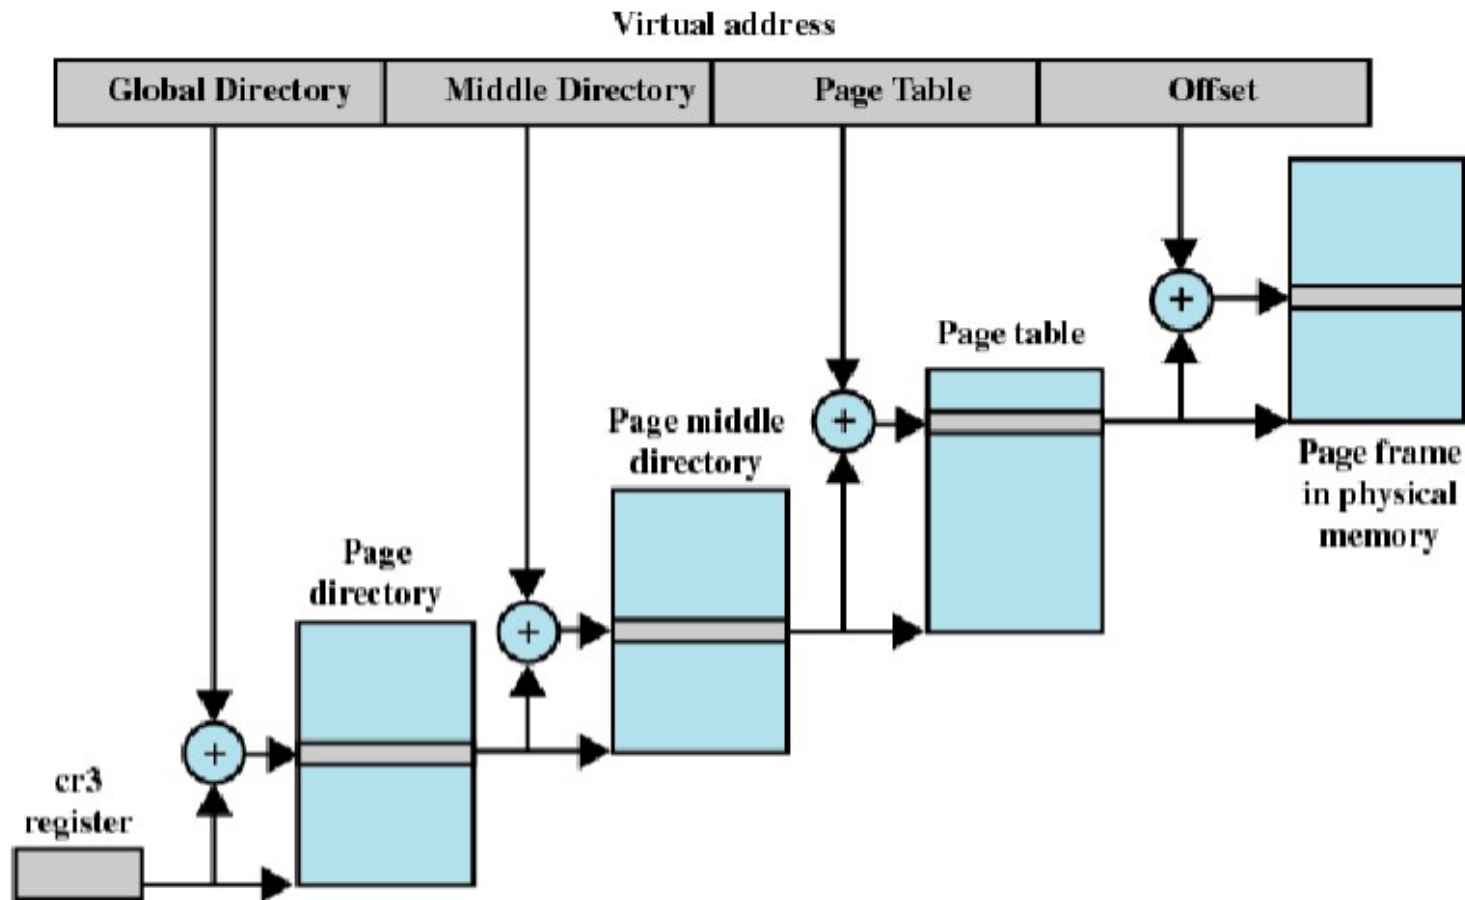 Virtual address
Global Directory
Middle Directory
Page Table
Offset
Page table
Page middle
directory
Page frame
in physical
memory
Page
directory
cr3
register
+
+
+
+